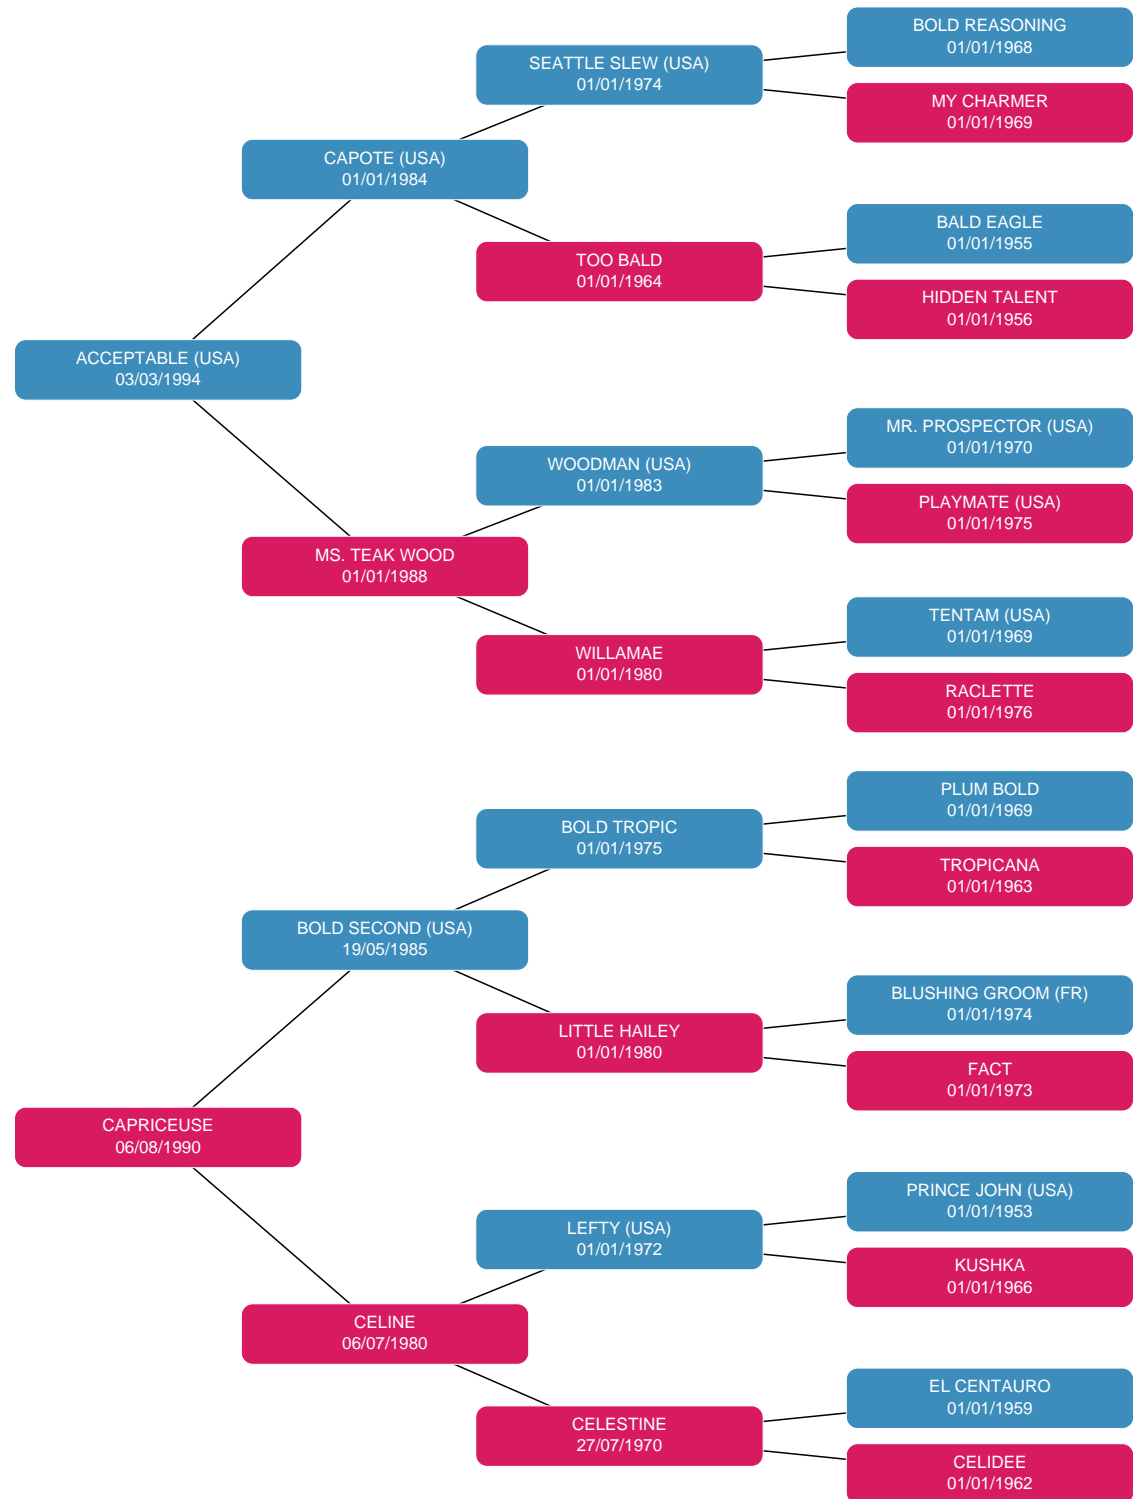 BOLD REASONING
01/01/1968
SEATTLE SLEW (USA)
01/01/1974
MY CHARMER
01/01/1969
CAPOTE (USA)
01/01/1984
BALD EAGLE
01/01/1955
TOO BALD
01/01/1964
HIDDEN TALENT
01/01/1956
ACCEPTABLE (USA)
03/03/1994
MR. PROSPECTOR (USA)
01/01/1970
WOODMAN (USA)
01/01/1983
PLAYMATE (USA)
01/01/1975
MS. TEAK WOOD
01/01/1988
TENTAM (USA)
01/01/1969
WILLAMAE
01/01/1980
RACLETTE
01/01/1976
PLUM BOLD
01/01/1969
BOLD TROPIC
01/01/1975
TROPICANA
01/01/1963
BOLD SECOND (USA)
19/05/1985
BLUSHING GROOM (FR)
01/01/1974
LITTLE HAILEY
01/01/1980
FACT
01/01/1973
CAPRICEUSE
06/08/1990
PRINCE JOHN (USA)
01/01/1953
LEFTY (USA)
01/01/1972
KUSHKA
01/01/1966
CELINE
06/07/1980
EL CENTAURO
01/01/1959
CELESTINE
27/07/1970
CELIDEE
01/01/1962